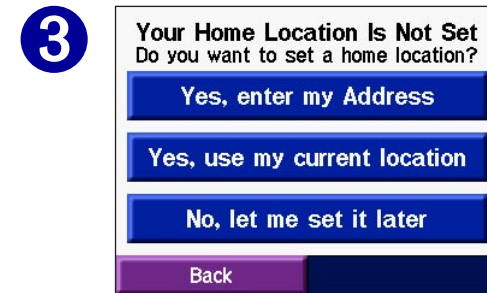 3
Your Home Location Is Not Set
Do you want to set a home location?
Yes, enter my Address
Yes, use my current location
No, let me set it later
Back